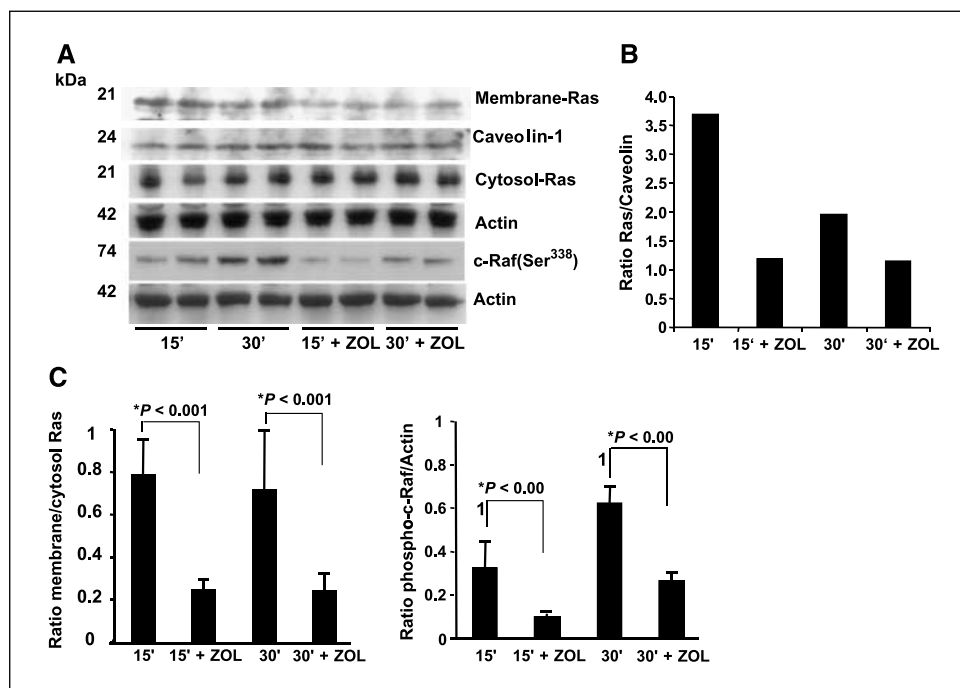 A
kDa
21 Membrane-Ras
24 Caveolin-1
21 Cytosol-Ras
42 Actin
74 c-Raf(Ser338)
42 Actin
15' 30' 15' + ZOL 30' + ZOL
B
Ratio Ras/Caveolin
4.0
3.5
3.0
2.5
2.0
1.5
1.0
0.5
0
15' 15' + ZOL 30' 30' + ZOL
C
Ratio membrane/cytosol Ras
*P < 0.001 *P < 0.001
1
0.8
0.6
0.4
0.2
0
15' 15' + ZOL 30' 30' + ZOL
Ratio phospho-c-Raf/Actin
1
0.8
0.6
0.4
0.2
0
*P < 0.00
1
*P < 0.00
1
15' 15' + ZOL 30' 30' + ZOL